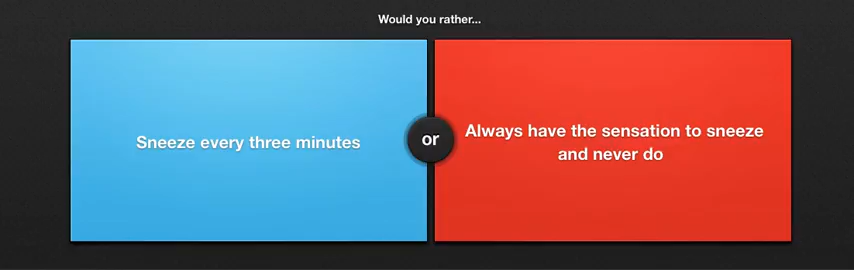 Would you rather...
Sneeze every three minutes
or
Always have the sensation to sneeze
and never do